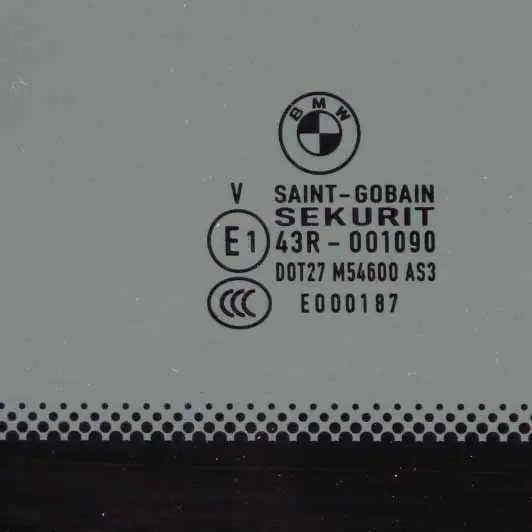 BMW
V SAINT-GOBAIN
SEKURIT
E1 43R-001090
DOT27 M54600 AS3
CCC E000187